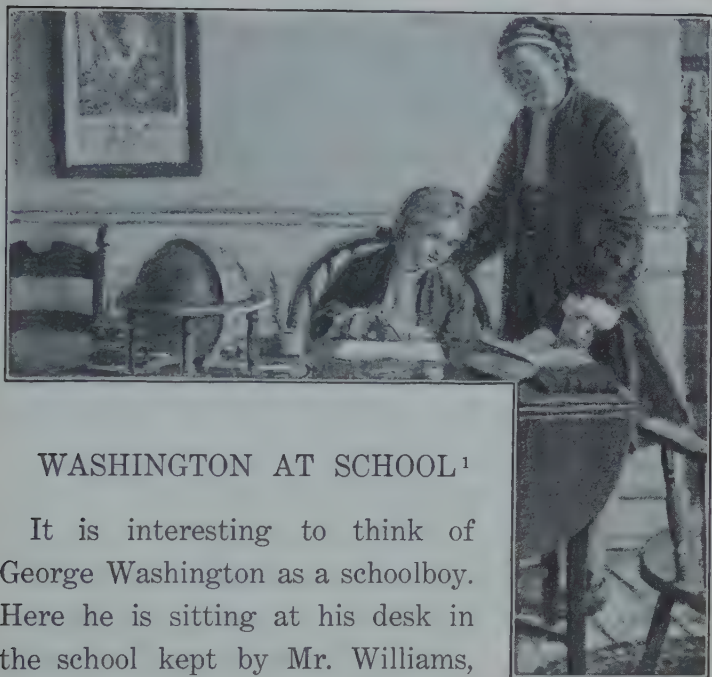 WASHINGTON AT SCHOOL¹
It is interesting to think of
George Washington as a schoolboy.
Here he is sitting at his desk in
the school kept by Mr. Williams,